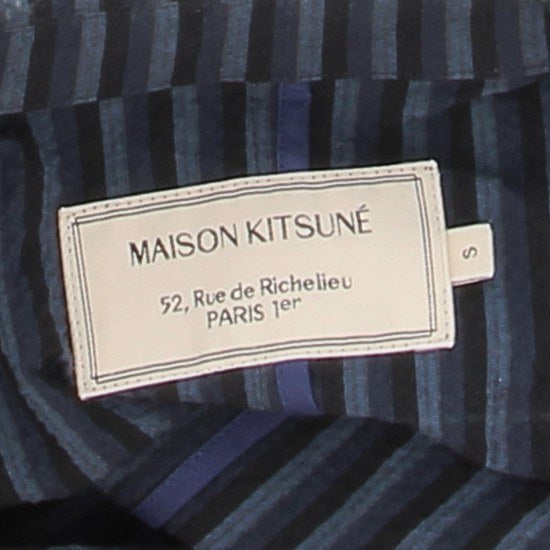 MAISON KITSUNÉ
52, Rue de Richelieu
PARIS 1er
S